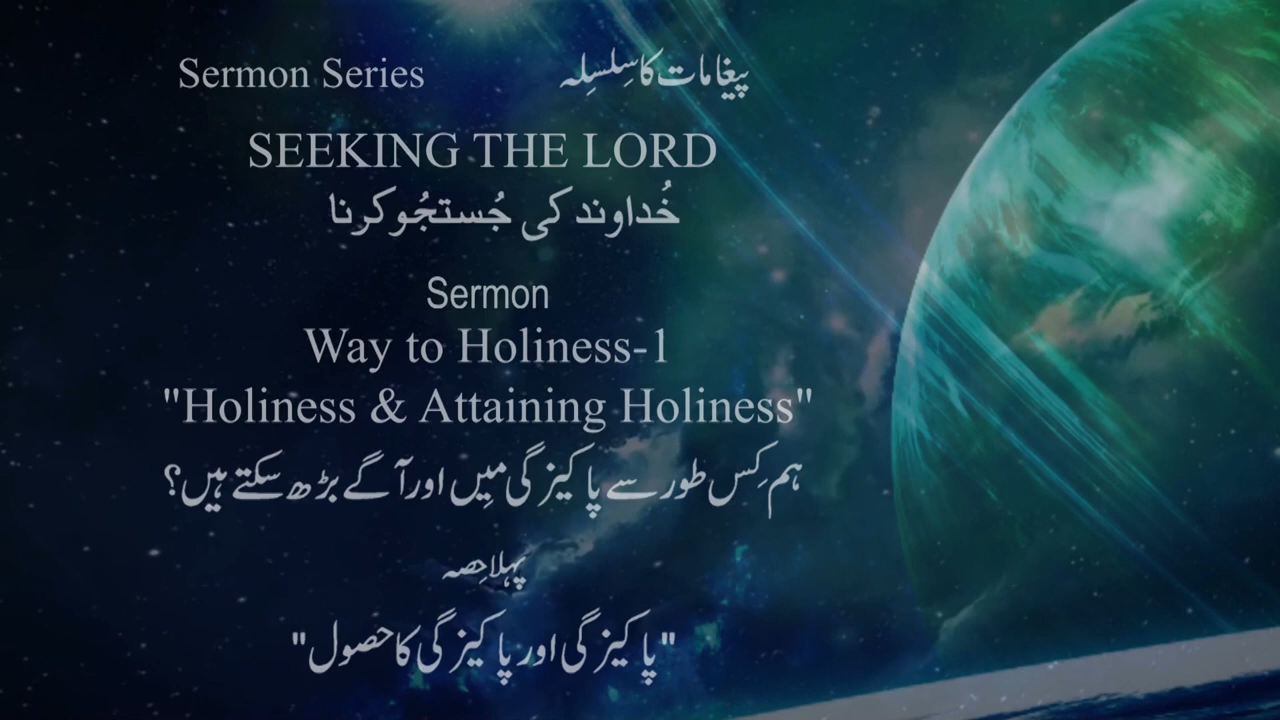 Sermon Series پیغامات کا سِلسِلہ
SEEKING THE LORD
خُداوند کی جُستجُو کرنا
Sermon
Way to Holiness-1
"Holiness & Attaining Holiness"
ہم کِس طور سے پاکیزگی مِیں اور آگے بڑھ سکتے ہیں؟
پہلا حِصہ
"پاکیزگی اور پاکیزگی کا حصول"